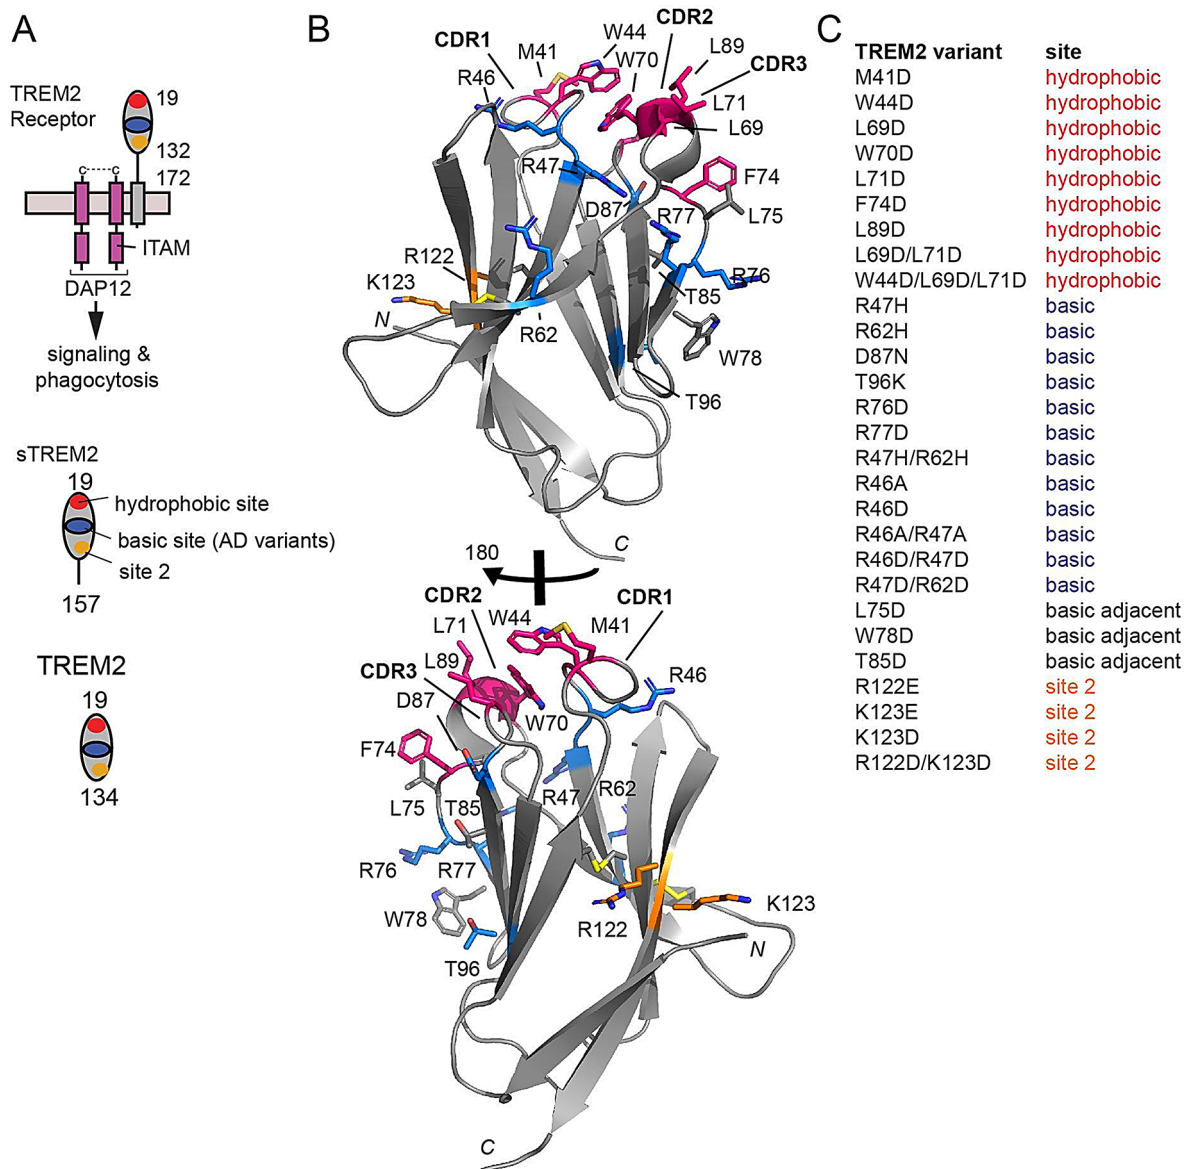 A
TREM2
Receptor
19
132
172
c
c
ITAM
DAP12
signaling &
phagocytosis
sTREM2
19
hydrophobic site
basic site (AD variants)
site 2
157
TREM2
19
134
B
CDR2
W44
CDR1
M41
L89
W70
CDR3
R46
L71
L69
R47
F74
D87
R77
L75
R122
R76
K123
T85
N
R62
W78
T96
C
180
CDR2
CDR1
W44
L71
M41
L89
CDR3
R46
D87
W70
F74
R47
R62
L75
T85
R76
R77
K123
W78
R122
N
T96
C
C
TREM2 variant site
M41D hydrophobic
W44D hydrophobic
L69D hydrophobic
W70D hydrophobic
L71D hydrophobic
F74D hydrophobic
L89D hydrophobic
L69D/L71D hydrophobic
W44D/L69D/L71D hydrophobic
R47H basic
R62H basic
D87N basic
T96K basic
R76D basic
R77D basic
R47H/R62H basic
R46A basic
R46D basic
R46A/R47A basic
R46D/R47D basic
R47D/R62D basic
L75D basic adjacent
W78D basic adjacent
T85D basic adjacent
R122E site 2
K123E site 2
K123D site 2
R122D/K123D site 2